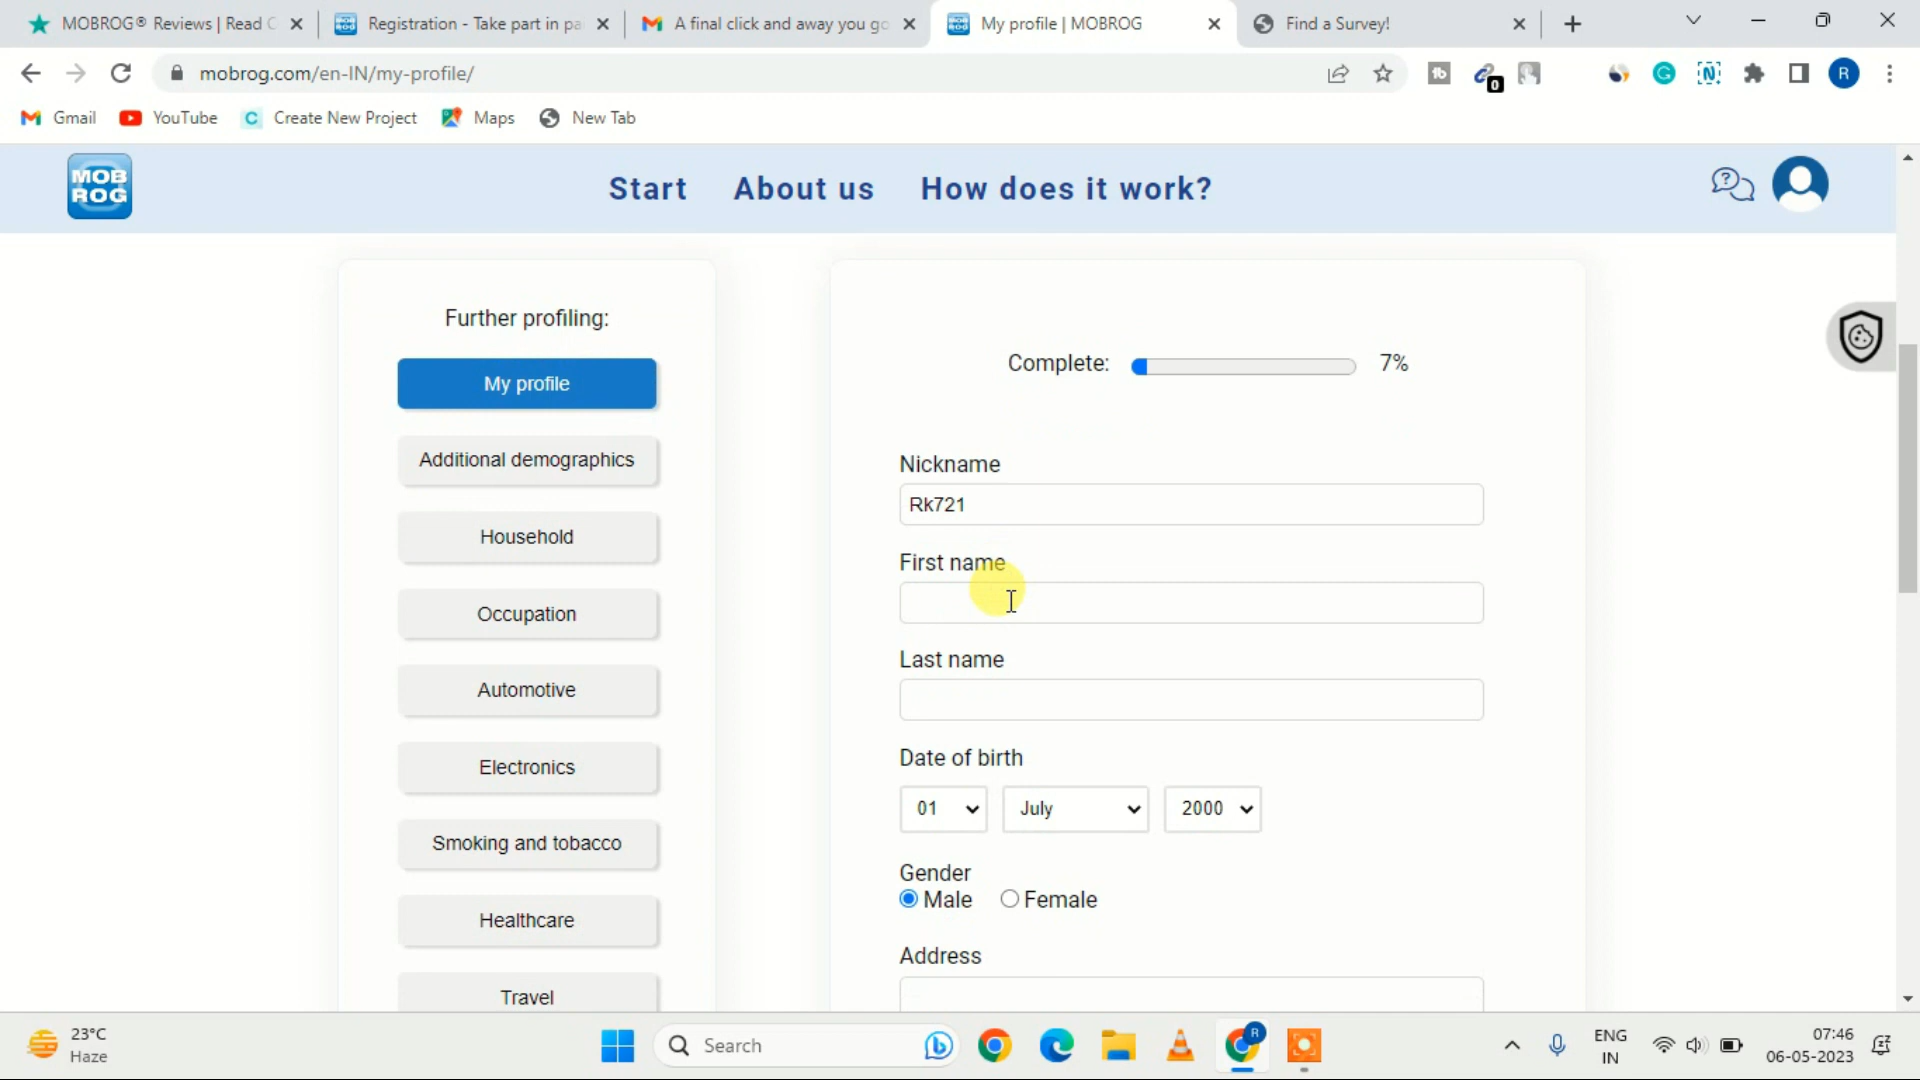 MOBROG® Reviews | Read C
Registration - Take part in pa
A final click and away you go
My profile | MOBROG
Find a Survey!
mobrog.com/en-IN/my-profile/
0
R
Gmail
YouTube
C Create New Project
Maps
New Tab
MOB
ROG
Start
About us
How does it work?
Further profiling:
My profile
Additional demographics
Household
Occupation
Automotive
Electronics
Smoking and tobacco
Healthcare
Travel
Complete:
7%
Nickname
Rk721
First name
Last name
Date of birth
01
July
2000
Gender
Male
Female
Address
23°C
Haze
Search
R
ENG
IN
07:46
06-05-2023